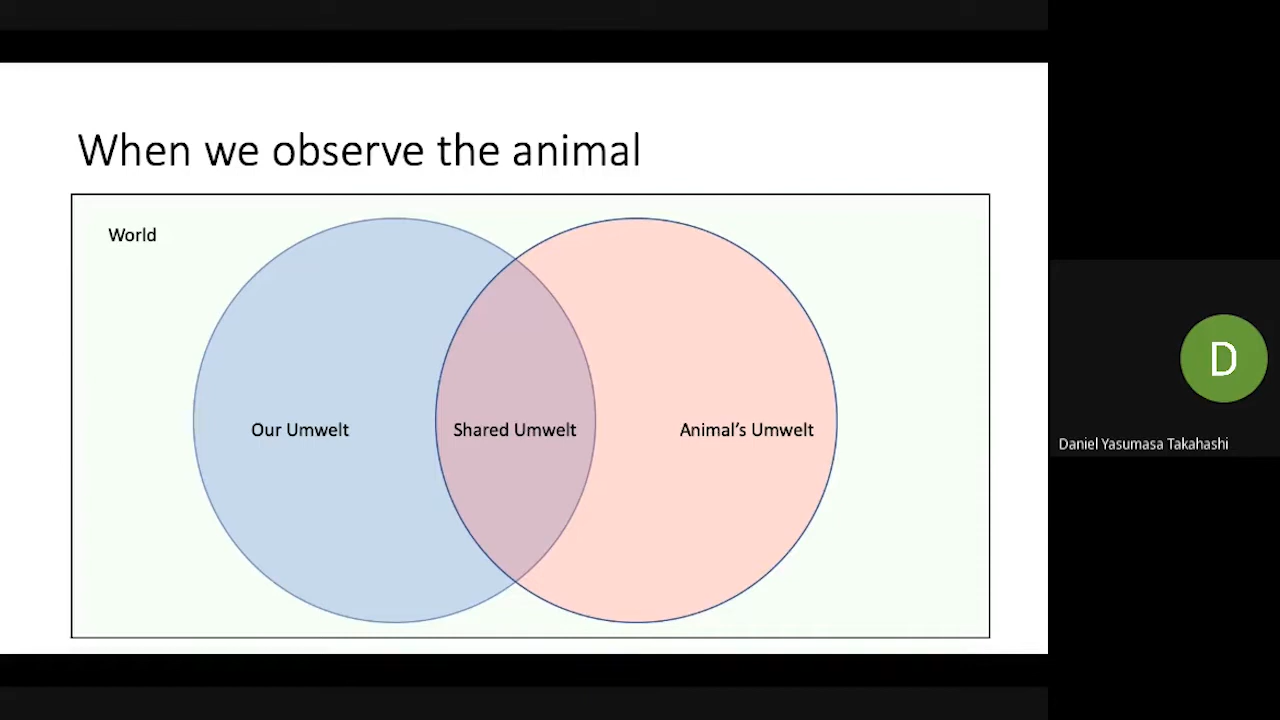 When we observe the animal
World
Our Umwelt
Shared Umwelt
Animal’s Umwelt
D
Daniel Yasumasa Takahashi